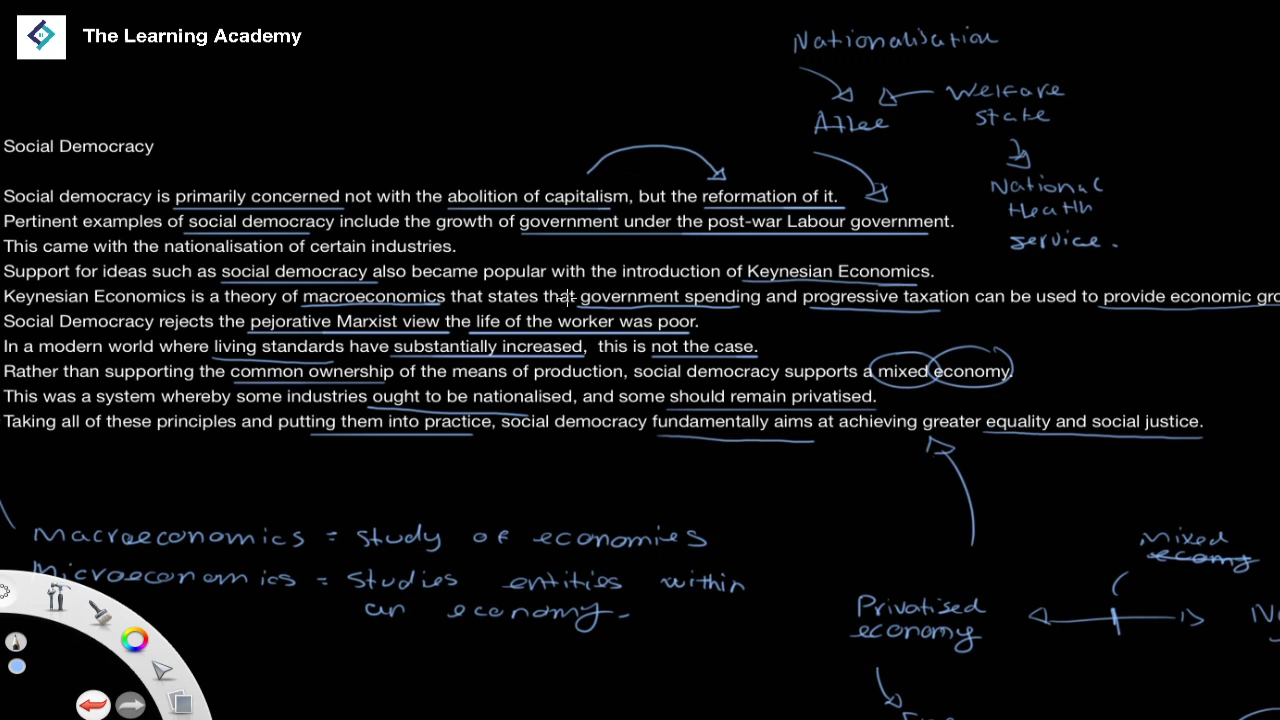 The Learning Academy
Nationalisation
Welfare
state
Atlee
National
Health
service.
Social Democracy
Social democracy is primarily concerned not with the abolition of capitalism, but the reformation of it.
Pertinent examples of social democracy include the growth of government under the post-war Labour government.
This came with the nationalisation of certain industries.
Support for ideas such as social democracy also became popular with the introduction of Keynesian Economics.
Keynesian Economics is a theory of macroeconomics that states that government spending and progressive taxation can be used to provide economic
Social Democracy rejects the pejorative Marxist view the life of the worker was poor.
In a modern world where living standards have substantially increased, this is not the case.
Rather than supporting the common ownership of the means of production, social democracy supports a mixed economy.
This was a system whereby some industries ought to be nationalised, and some should remain privatised.
Taking all of these principles and putting them into practice, social democracy fundamentally aims at achieving greater equality and social justice.
Macroeconomics = study of economies
Microeconomics = studies entities within
an economy.
Mixed
Privatised
economy